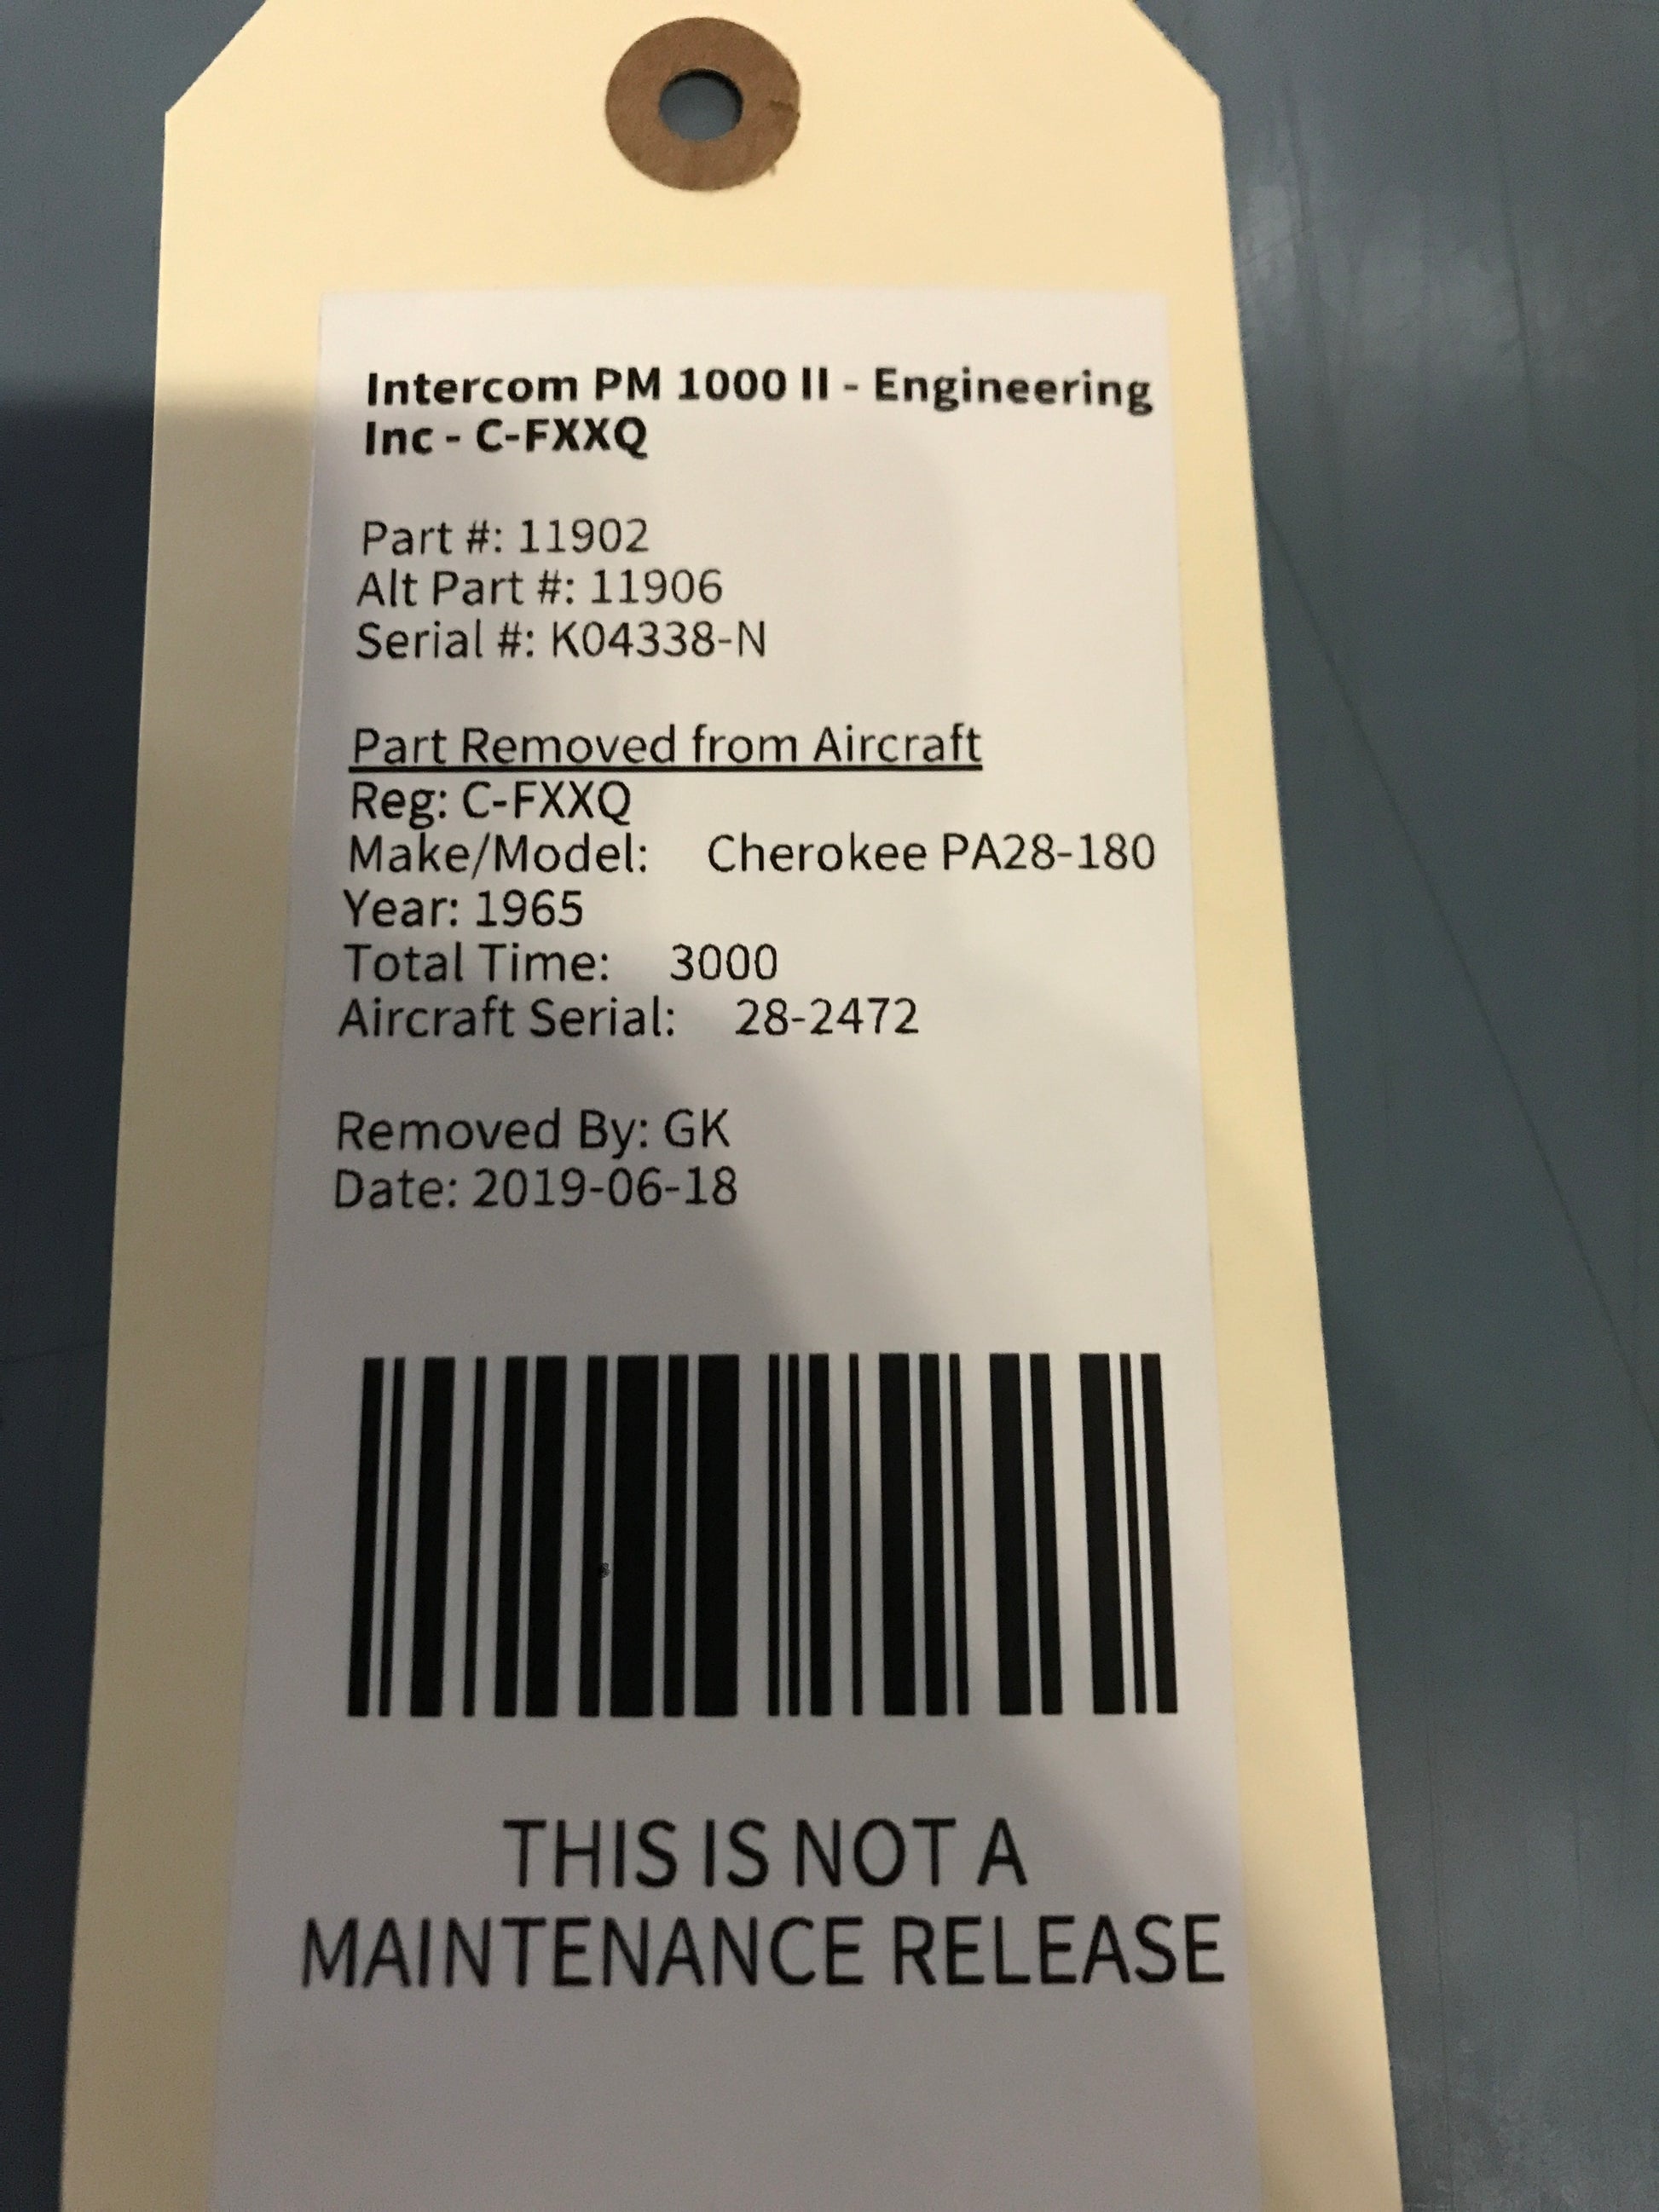 Intercom PM 1000 II - Engineering
Inc - C-FXXQ
Part #: 11902
Alt Part #: 11906
Serial #: K04338-N
Part Removed from Aircraft
Reg: C-FXXQ
Make/Model: Cherokee PA28-180
Year: 1965
Total Time: 3000
Aircraft Serial: 28-2472
Removed By: GK
Date: 2019-06-18
THIS IS NOT A
MAINTENANCE RELEASE